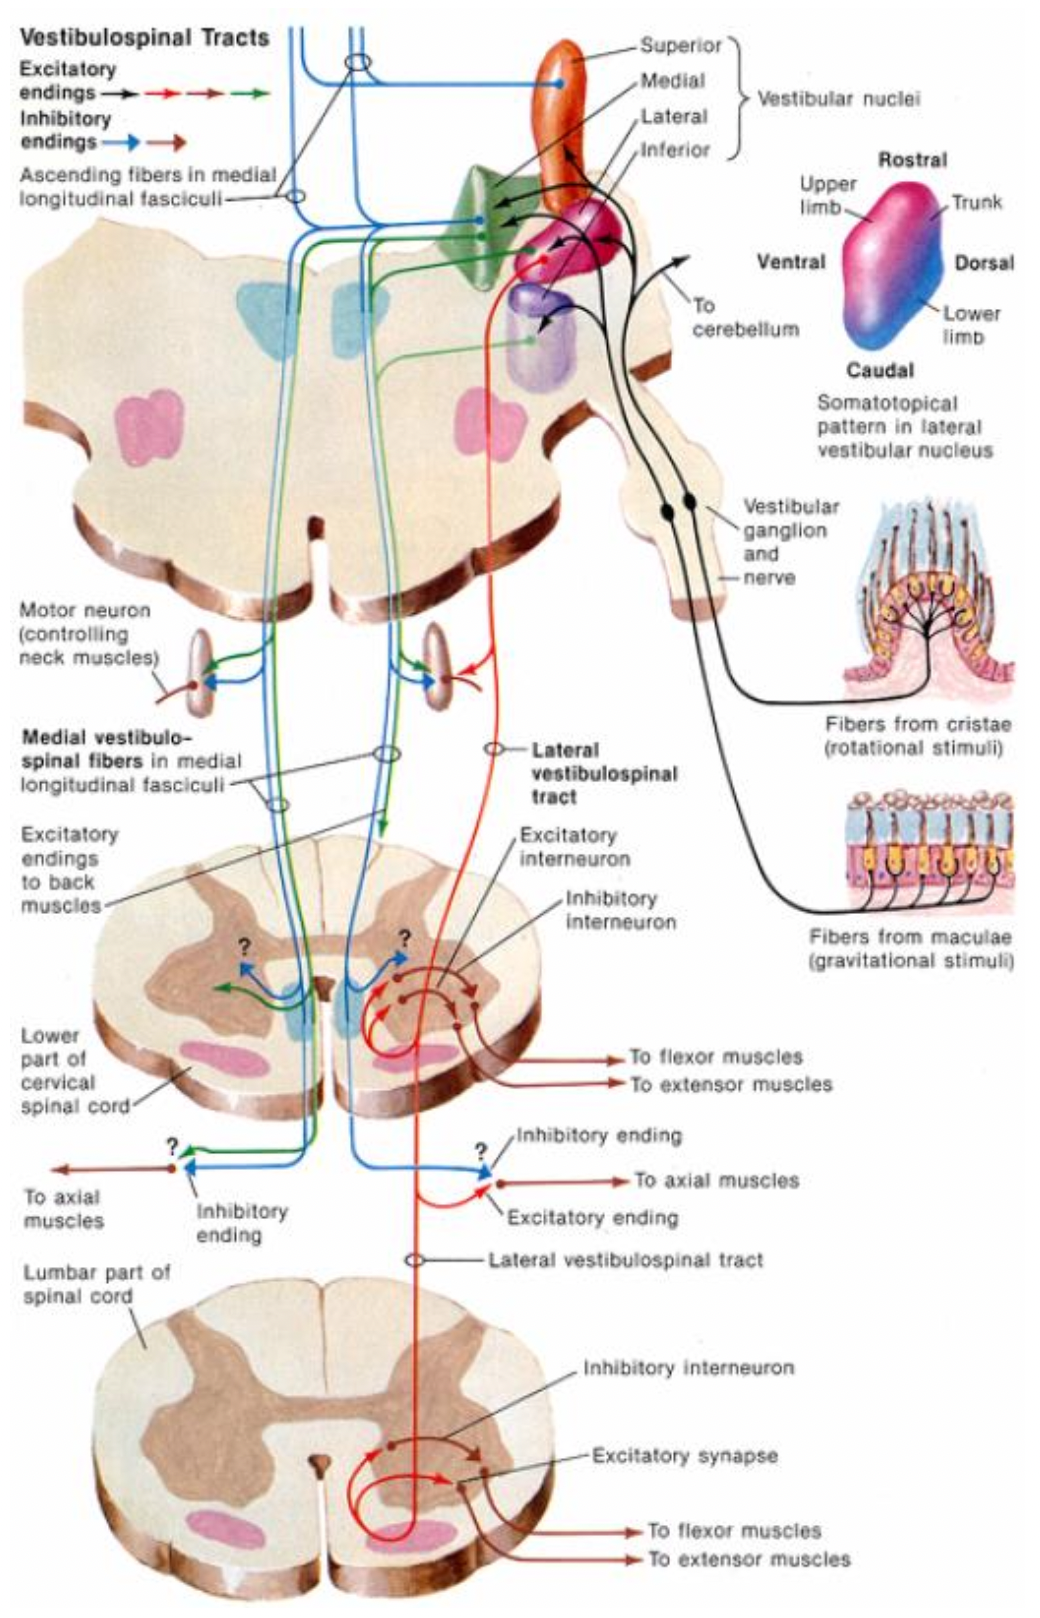 Vestibulospinal Tracts
Excitatory
endings
Inhibitory
endings
Ascending fibers in medial
longitudinal fasciculi
Superior
Medial
Lateral
Inferior
Vestibular nuclei
Rostral
Upper
limb
Trunk
Ventral
Dorsal
Lower
limb
Caudal
Somatotopical
pattern in lateral
vestibular nucleus
To
cerebellum
Vestibular
ganglion
and
nerve
Motor neuron
(controlling
neck muscles)
Fibers from cristae
(rotational stimuli)
Medial vestibulo-
spinal fibers in medial
longitudinal fasciculi
Lateral
vestibulospinal
tract
Excitatory
endings
to back
muscles
Excitatory
interneuron
Inhibitory
interneuron
Fibers from maculae
(gravitational stimuli)
?
?
Lower
part of
cervical
spinal cord
To flexor muscles
To extensor muscles
?
?
Inhibitory ending
To axial muscles
To axial
muscles
Inhibitory
ending
Excitatory ending
Lateral vestibulospinal tract
Lumbar part of
spinal cord
Inhibitory interneuron
Excitatory synapse
To flexor muscles
To extensor muscles